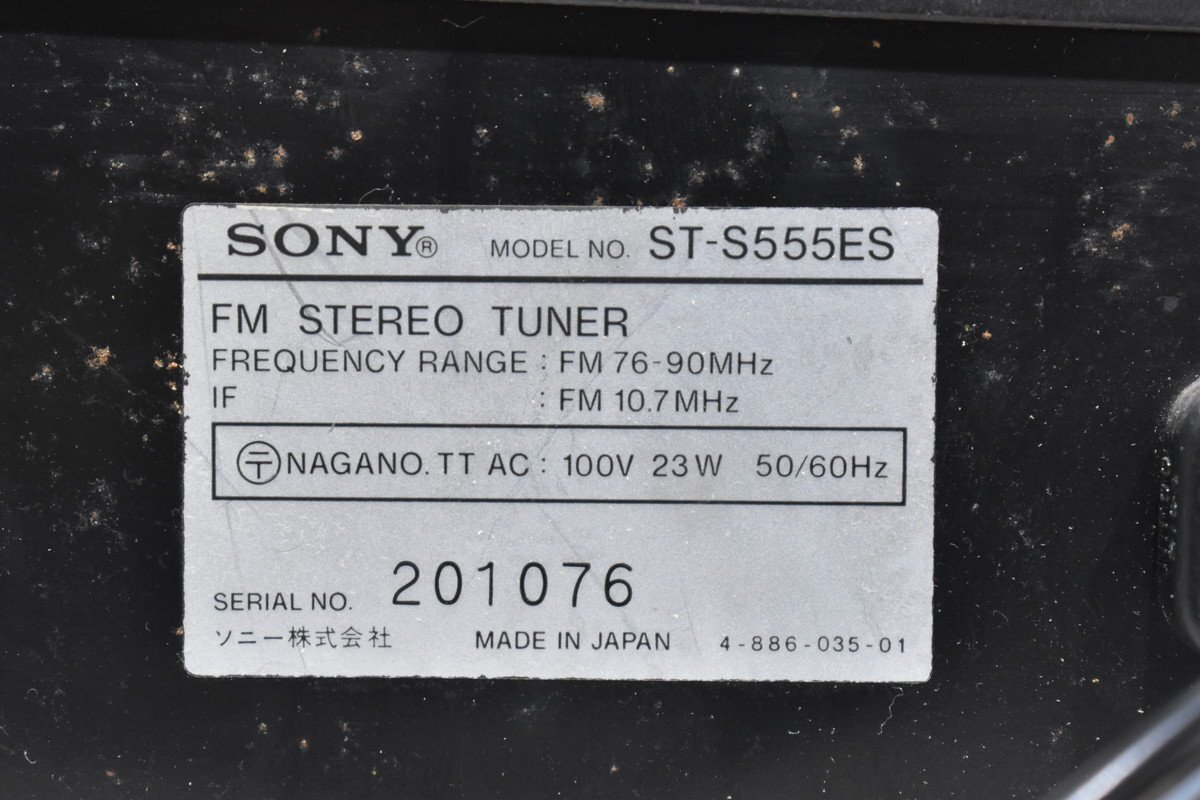 SONY® MODEL NO. ST-S555ES
FM STEREO TUNER
FREQUENCY RANGE : FM 76-90MHz
IF : FM 10.7MHz
〶 NAGANO. TT AC : 100V 23W 50/60Hz
SERIAL NO. 201076
ソニー株式会社 MADE IN JAPAN 4-886-035-01